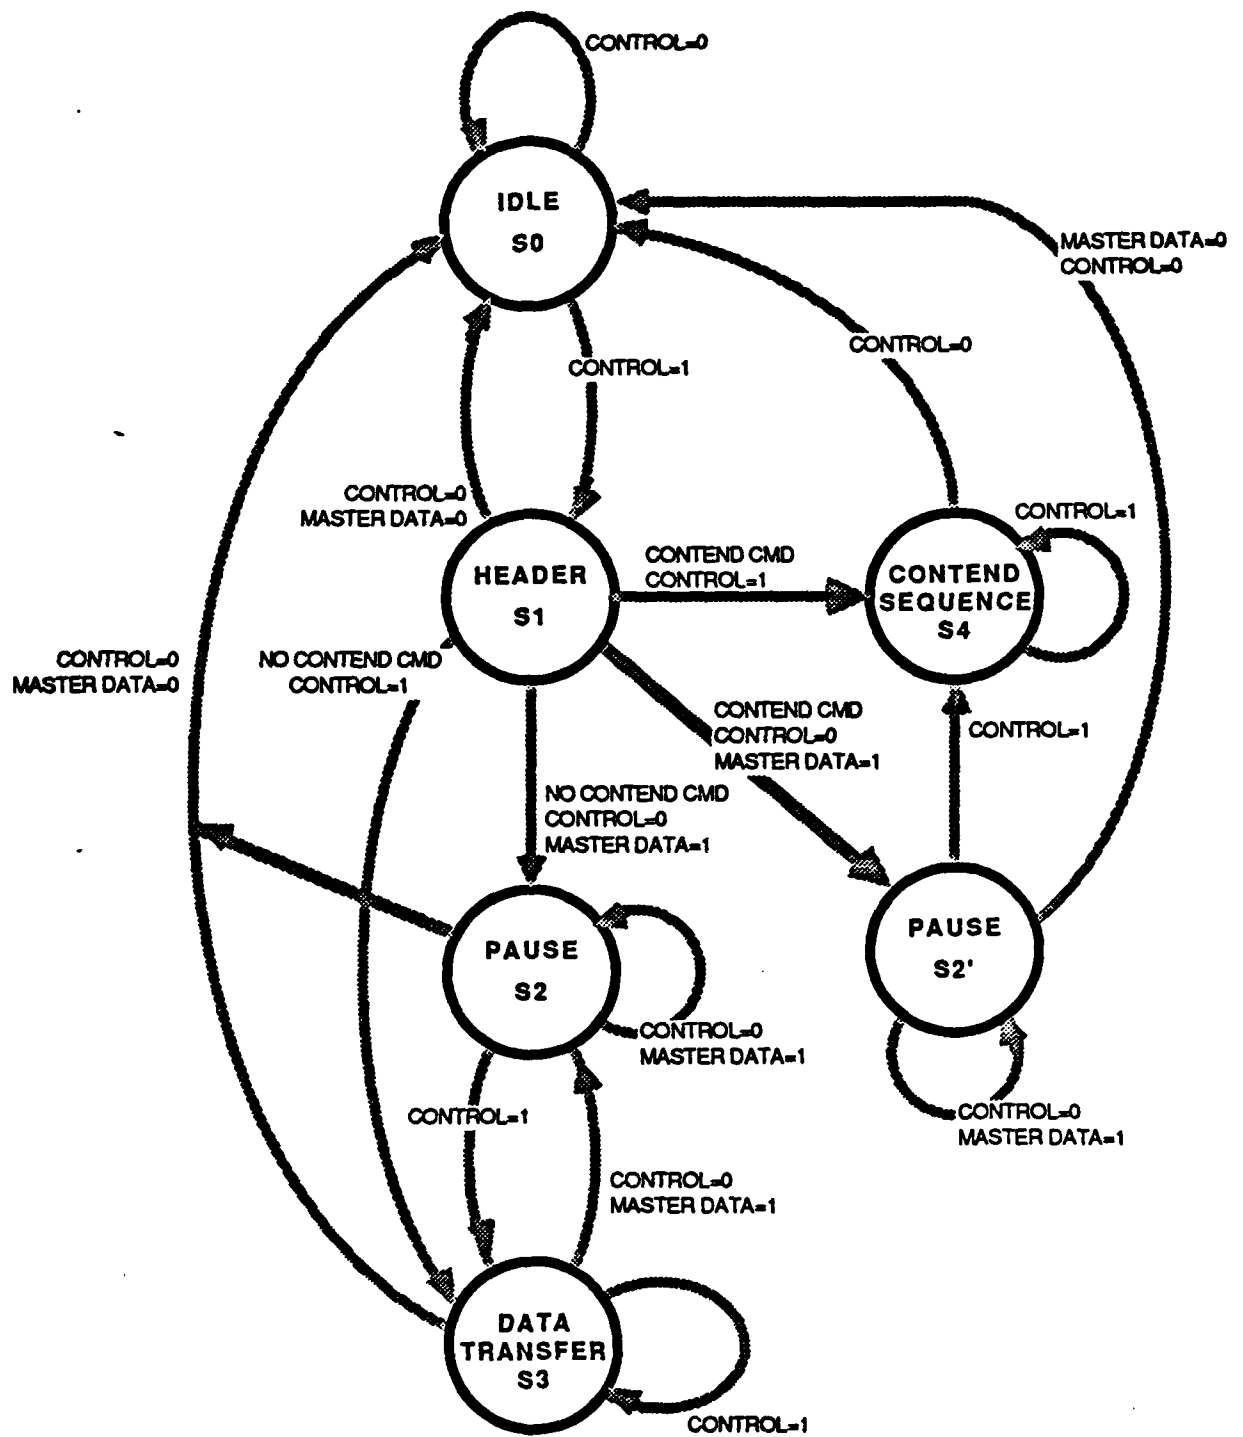 CONTROL=0
IDLE
S0
MASTER DATA=0
CONTROL=0
CONTROL=0
CONTROL=1
CONTROL=0
MASTER DATA=0
CONTROL=1
HEADER
S1
CONTEND CMD
CONTROL=1
CONTEND
SEQUENCE
S4
CONTROL=0
MASTER DATA=0
NO CONTEND CMD
CONTROL=1
CONTEND CMD
CONTROL=0
MASTER DATA=1
CONTROL=1
NO CONTEND CMD
CONTROL=0
MASTER DATA=1
PAUSE
S2
PAUSE
S2'
CONTROL=0
MASTER DATA=1
CONTROL=1
CONTROL=0
MASTER DATA=1
CONTROL=0
MASTER DATA=1
DATA
TRANSFER
S3
CONTROL=1